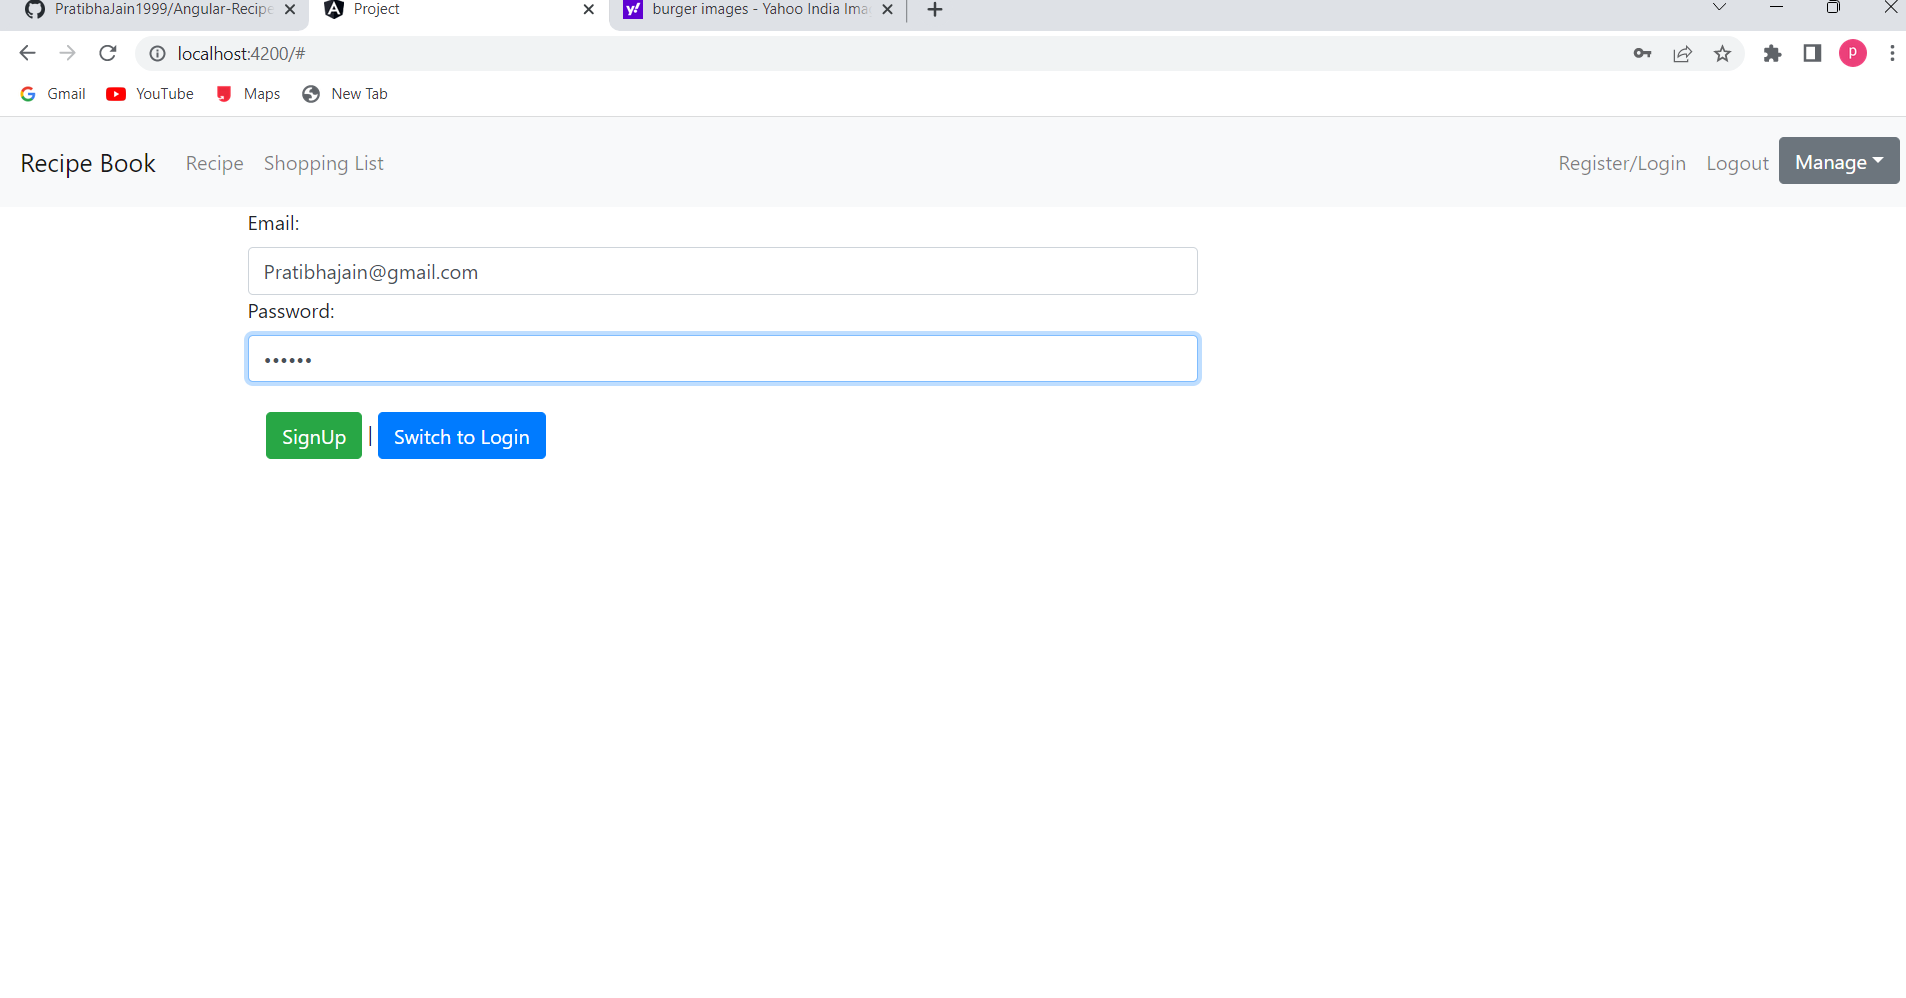 PratibhaJain1999/Angular-Recipe
Project
burger images - Yahoo India Ima
localhost:4200/#
P
Gmail
YouTube
Maps
New Tab
Recipe Book
Recipe
Shopping List
Register/Login
Logout
Manage
Email:
Pratibhajain@gmail.com
Password:
••••••
SignUp | Switch to Login